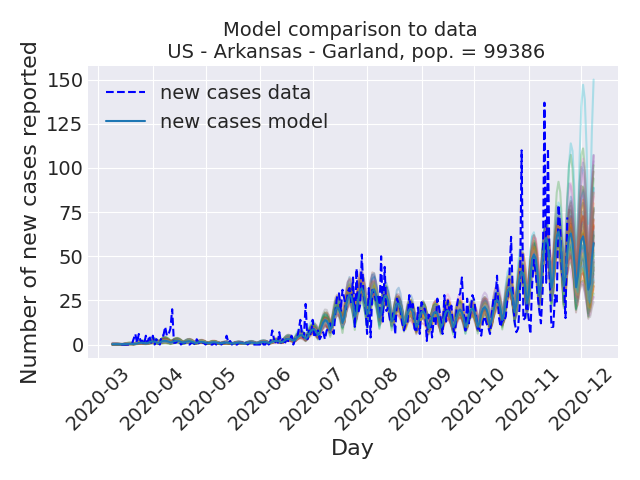 Model comparison to data
US - Arkansas - Garland, pop. = 99386
new cases data
new cases model
Number of new cases reported
150
125
100
75
50
25
0
2020-03
2020-04
2020-05
2020-06
2020-07
2020-08
2020-09
2020-10
2020-11
2020-12
Day